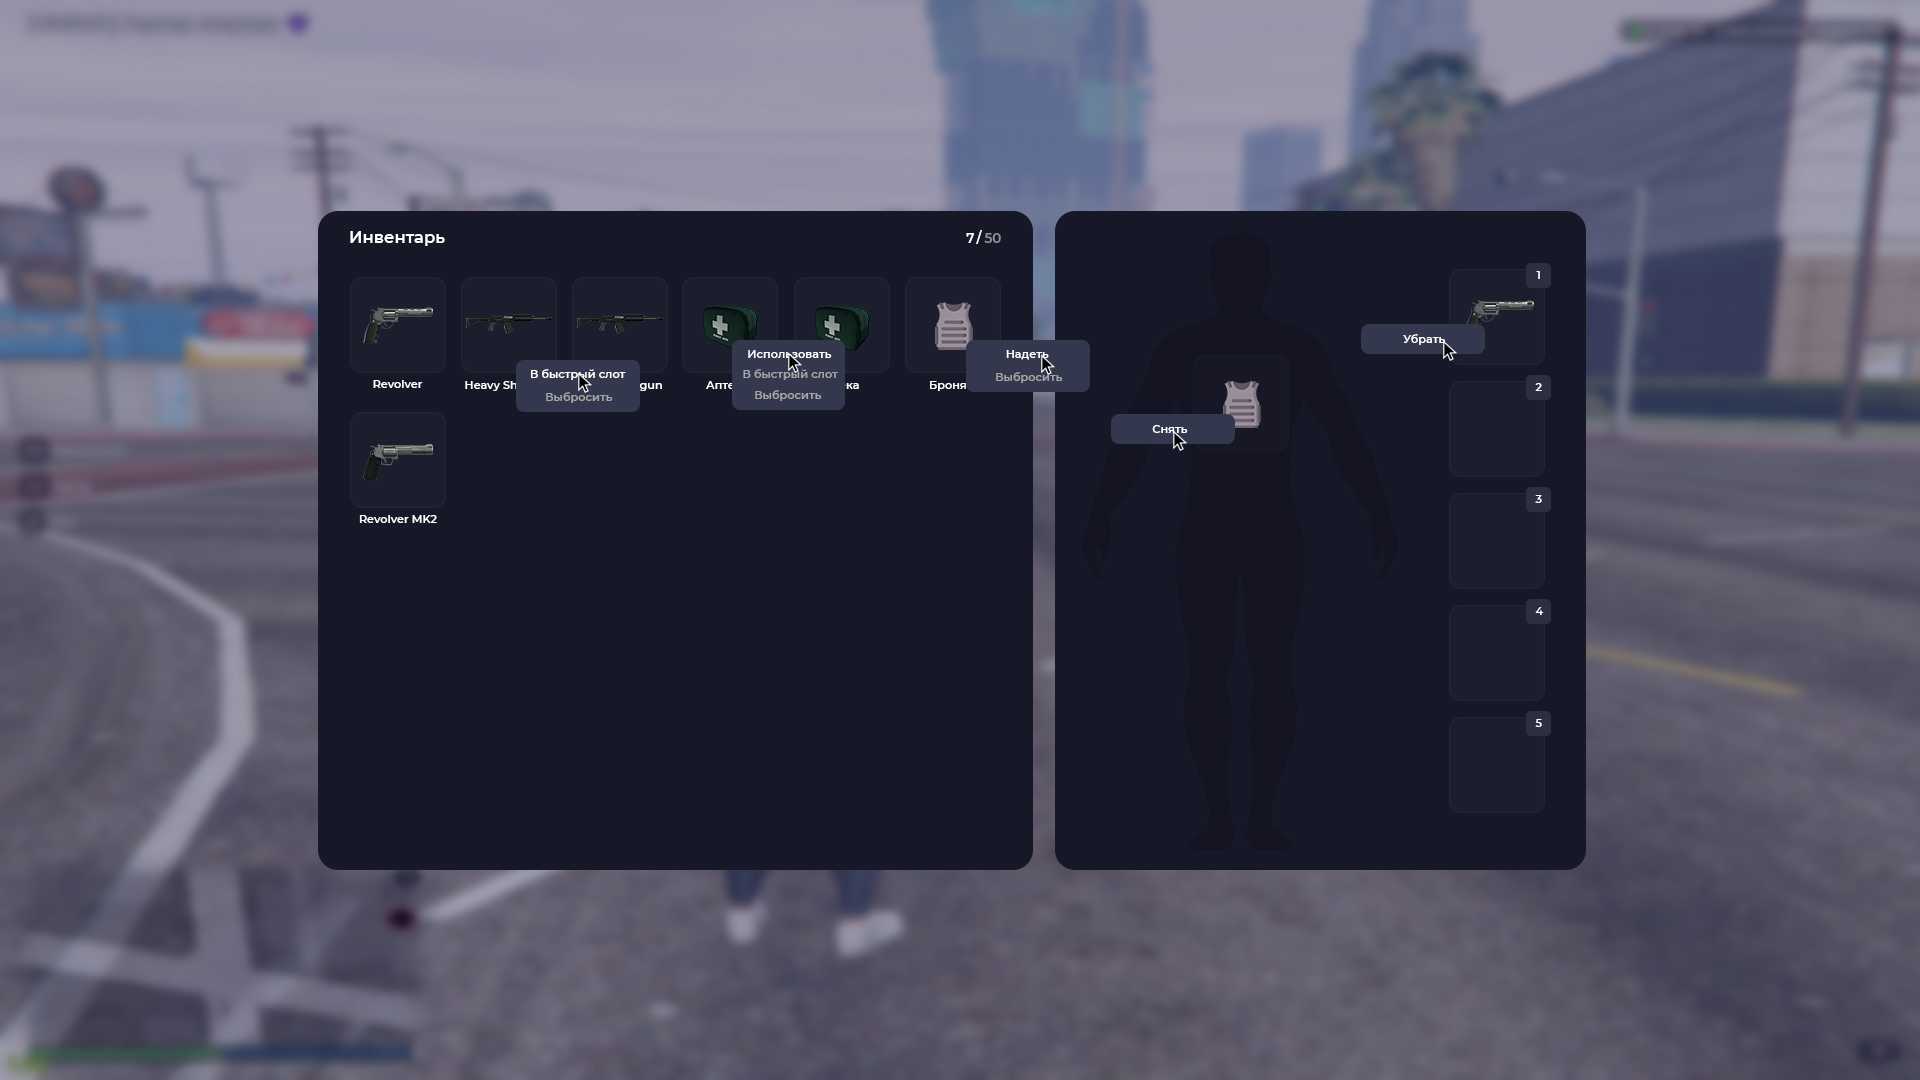 Инвентарь
7/50
Revolver
Heavy Sh
gun
Апте
ка
Броня
В быстрый слот
Выбросить
Использовать
В быстрый слот
Выбросить
Надеть
Выбросить
Revolver MK2
Снять
Убрать
1
2
3
4
5